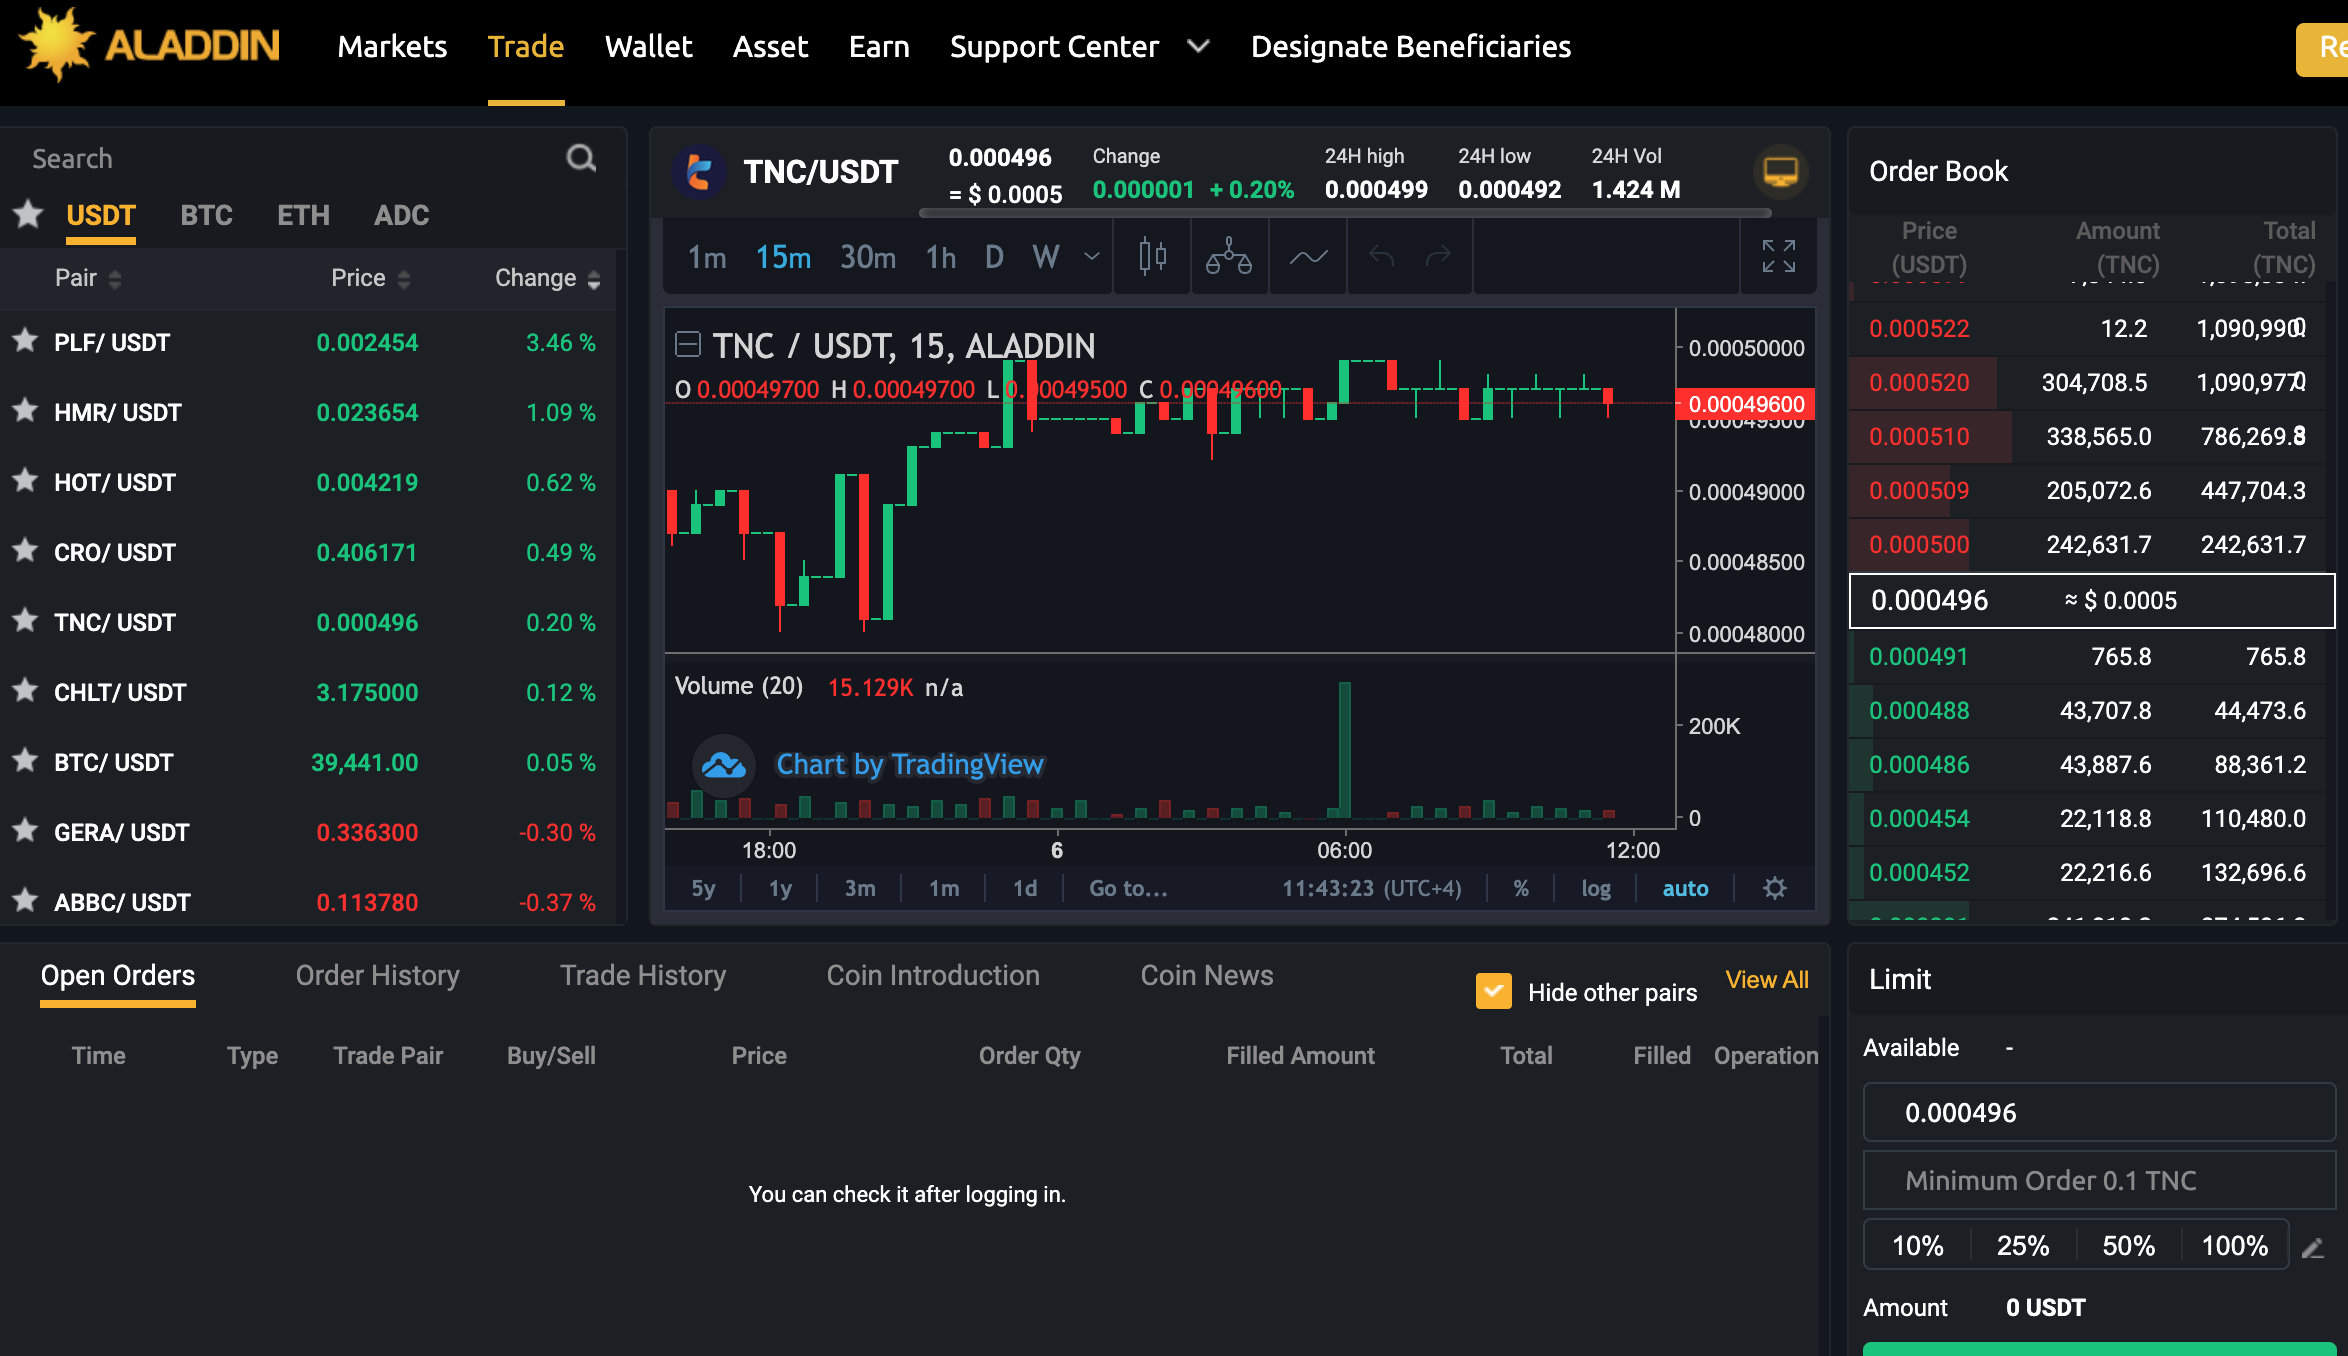 ALADDIN
Markets Trade Wallet Asset Earn Support Center Designate Beneficiaries
Search
USDT BTC ETH ADC
Pair Price Change
PLF/ USDT 0.002454 3.46 %
HMR/ USDT 0.023654 1.09 %
HOT/ USDT 0.004219 0.62 %
CRO/ USDT 0.406171 0.49 %
TNC/ USDT 0.000496 0.20 %
CHLT/ USDT 3.175000 0.12 %
BTC/ USDT 39,441.00 0.05 %
GERA/ USDT 0.336300 -0.30 %
ABBC/ USDT 0.113780 -0.37 %
TNC/USDT
0.000496
= $ 0.0005
Change
0.000001 +0.20%
24H high
0.000499
24H low
0.000492
24H Vol
1.424 M
1m 15m 30m 1h D W
TNC / USDT, 15, ALADDIN
O 0.00049700 H 0.00049700 L 0.00049500 C 0.00049600
0.00050000
0.00049600
0.00049500
0.00049000
0.00048500
0.00048000
Volume (20) 15.129K n/a
200K
Chart by TradingView
0
18:00 6 06:00 12:00
5y 1y 3m 1m 1d Go to... 11:43:23 (UTC+4) % log auto
Order Book
Price Amount Total
(USDT) (TNC) (TNC)
0.000522 12.2
0.000520 304,708.5
0.000510 338,565.0
0.000509 205,072.6 447,704.3
0.000500 242,631.7 242,631.7
0.000496 ≈ $ 0.0005
0.000491 765.8 765.8
0.000488 43,707.8 44,473.6
0.000486 43,887.6 88,361.2
0.000454 22,118.8 110,480.0
0.000452 22,216.6 132,696.6
Open Orders Order History Trade History Coin Introduction Coin News
Hide other pairs View All
Time Type Trade Pair Buy/Sell Price Order Qty Filled Amount Total Filled Operation
You can check it after logging in.
Limit
Available -
0.000496
Minimum Order 0.1 TNC
10% 25% 50% 100%
Amount 0 USDT